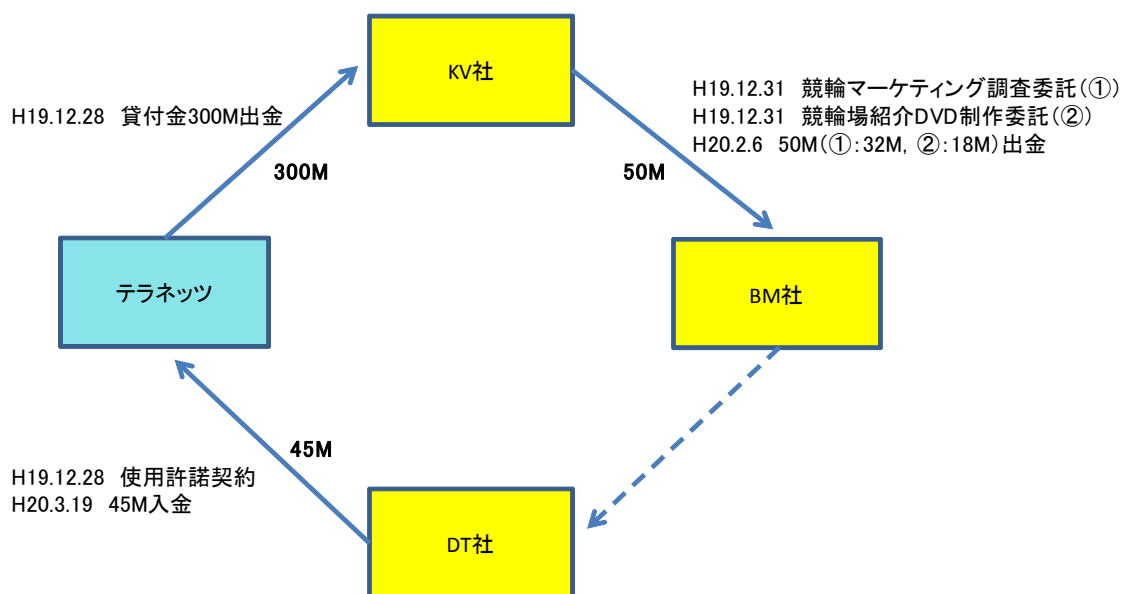 KV社
H19.12.28 貸付金300M出金
H19.12.31 競輪マーケティング調査委託(①)
H19.12.31 競輪場紹介DVD制作委託(②)
H20.2.6 50M(①:32M, ②:18M)出金
300M
50M
テラネッツ
BM社
45M
H19.12.28 使用許諾契約
H20.3.19 45M入金
DT社